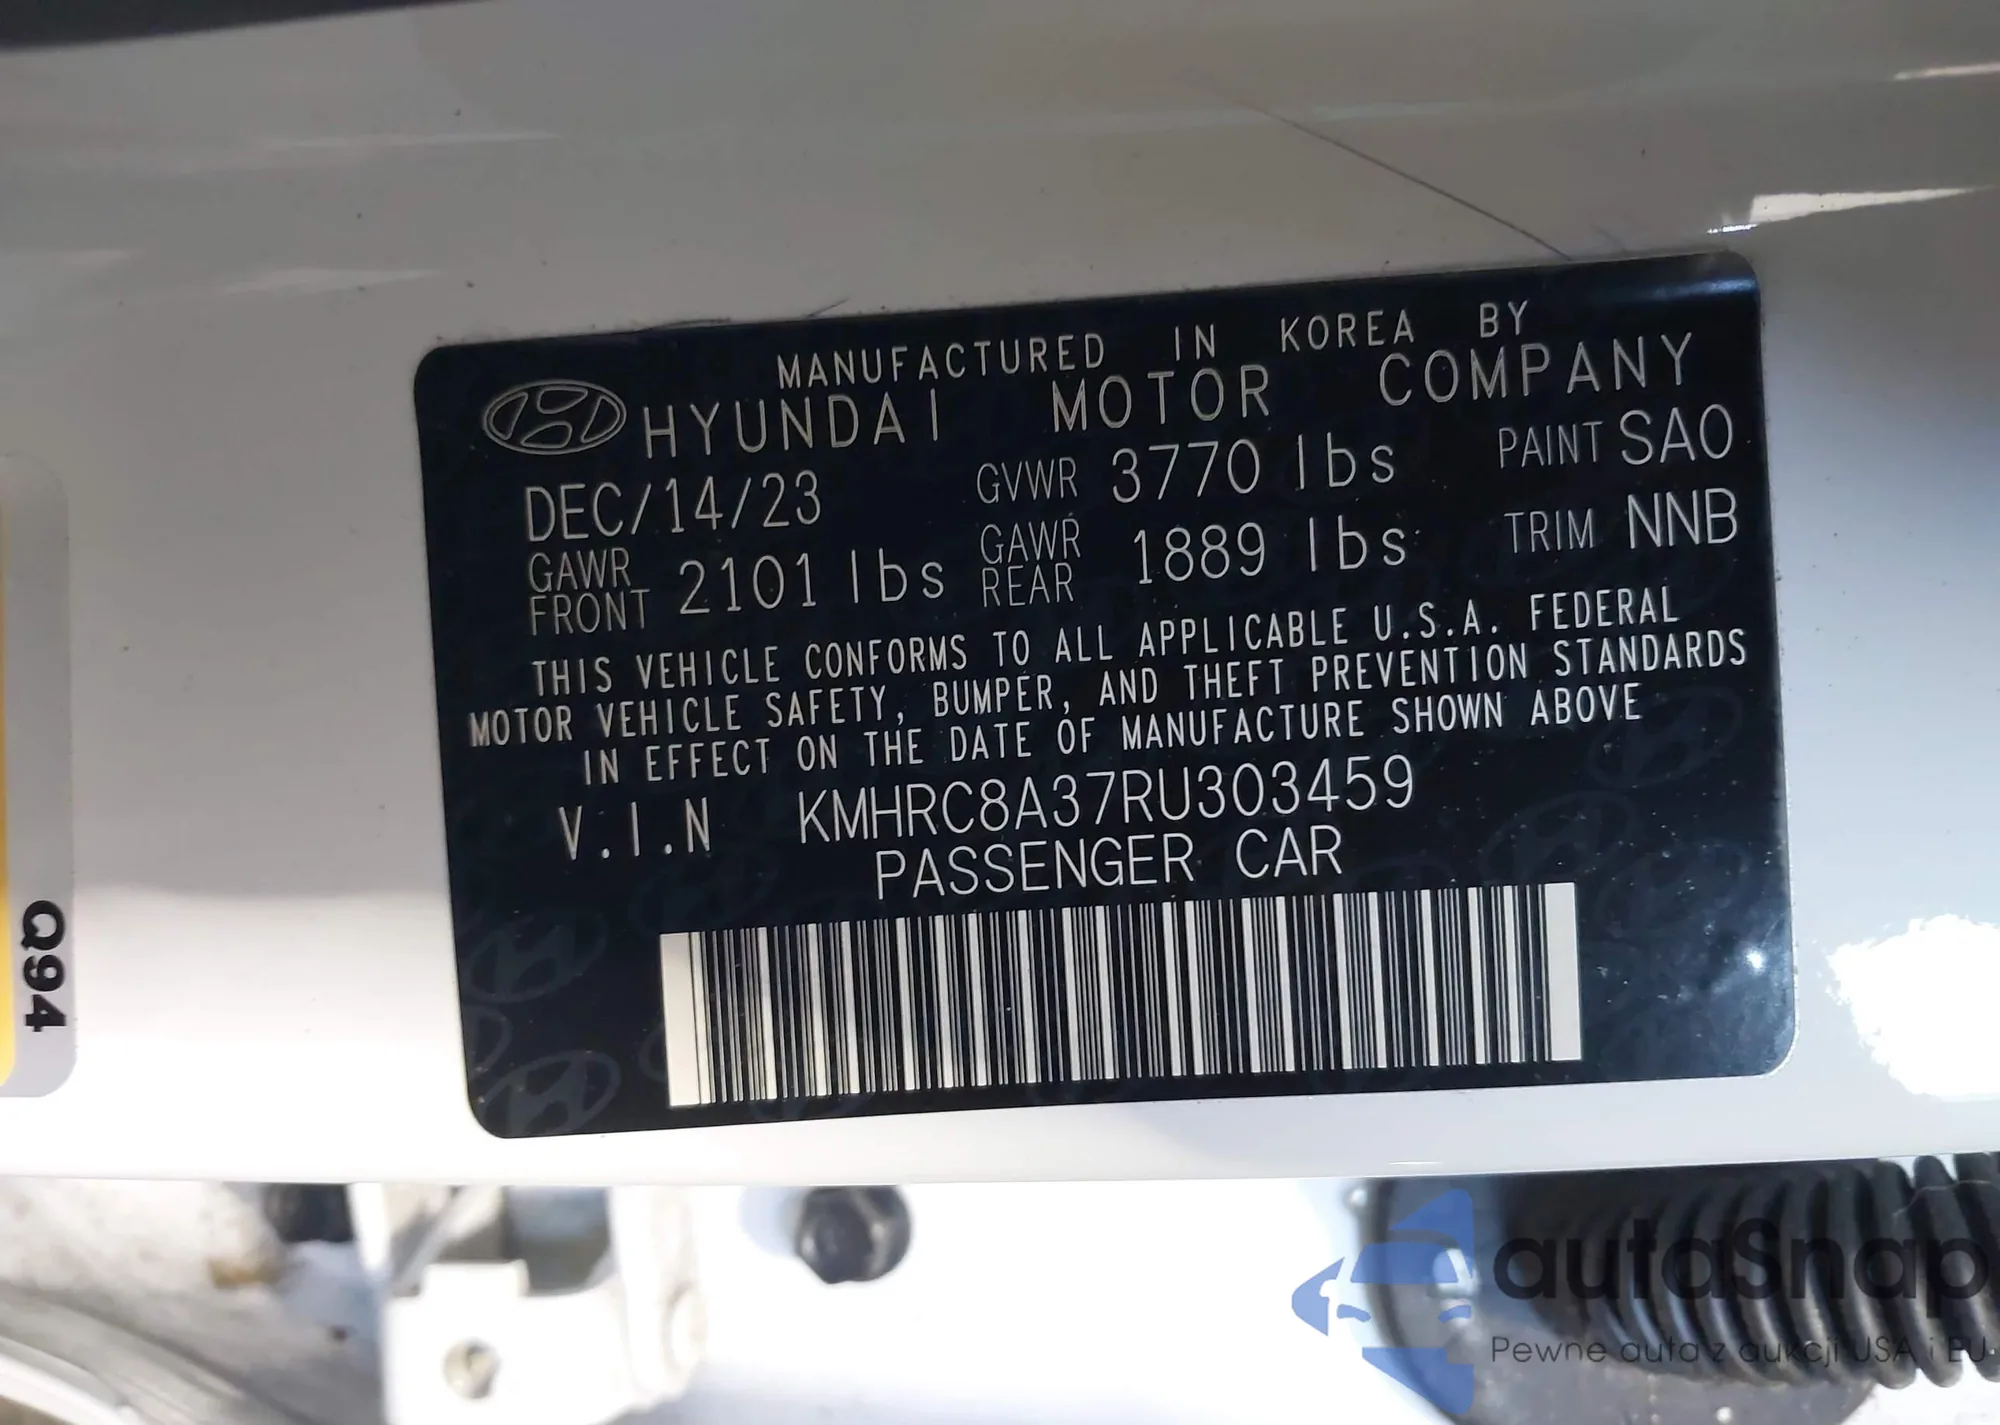 MANUFACTURED IN KOREA BY
HYUNDAI MOTOR COMPANY
DEC/14/23 GVWR 3770 lbs PAINT SAO
GAWR FRONT 2101 lbs GAWR REAR 1889 lbs TRIM NNB
THIS VEHICLE CONFORMS TO ALL APPLICABLE U.S.A. FEDERAL
MOTOR VEHICLE SAFETY, BUMPER, AND THEFT PREVENTION STANDARDS
IN EFFECT ON THE DATE OF MANUFACTURE SHOWN ABOVE
V.I.N KMHRC8A37RU303459
PASSENGER CAR
Q94
autaSnap
Pewne auta z aukcji USA i EU